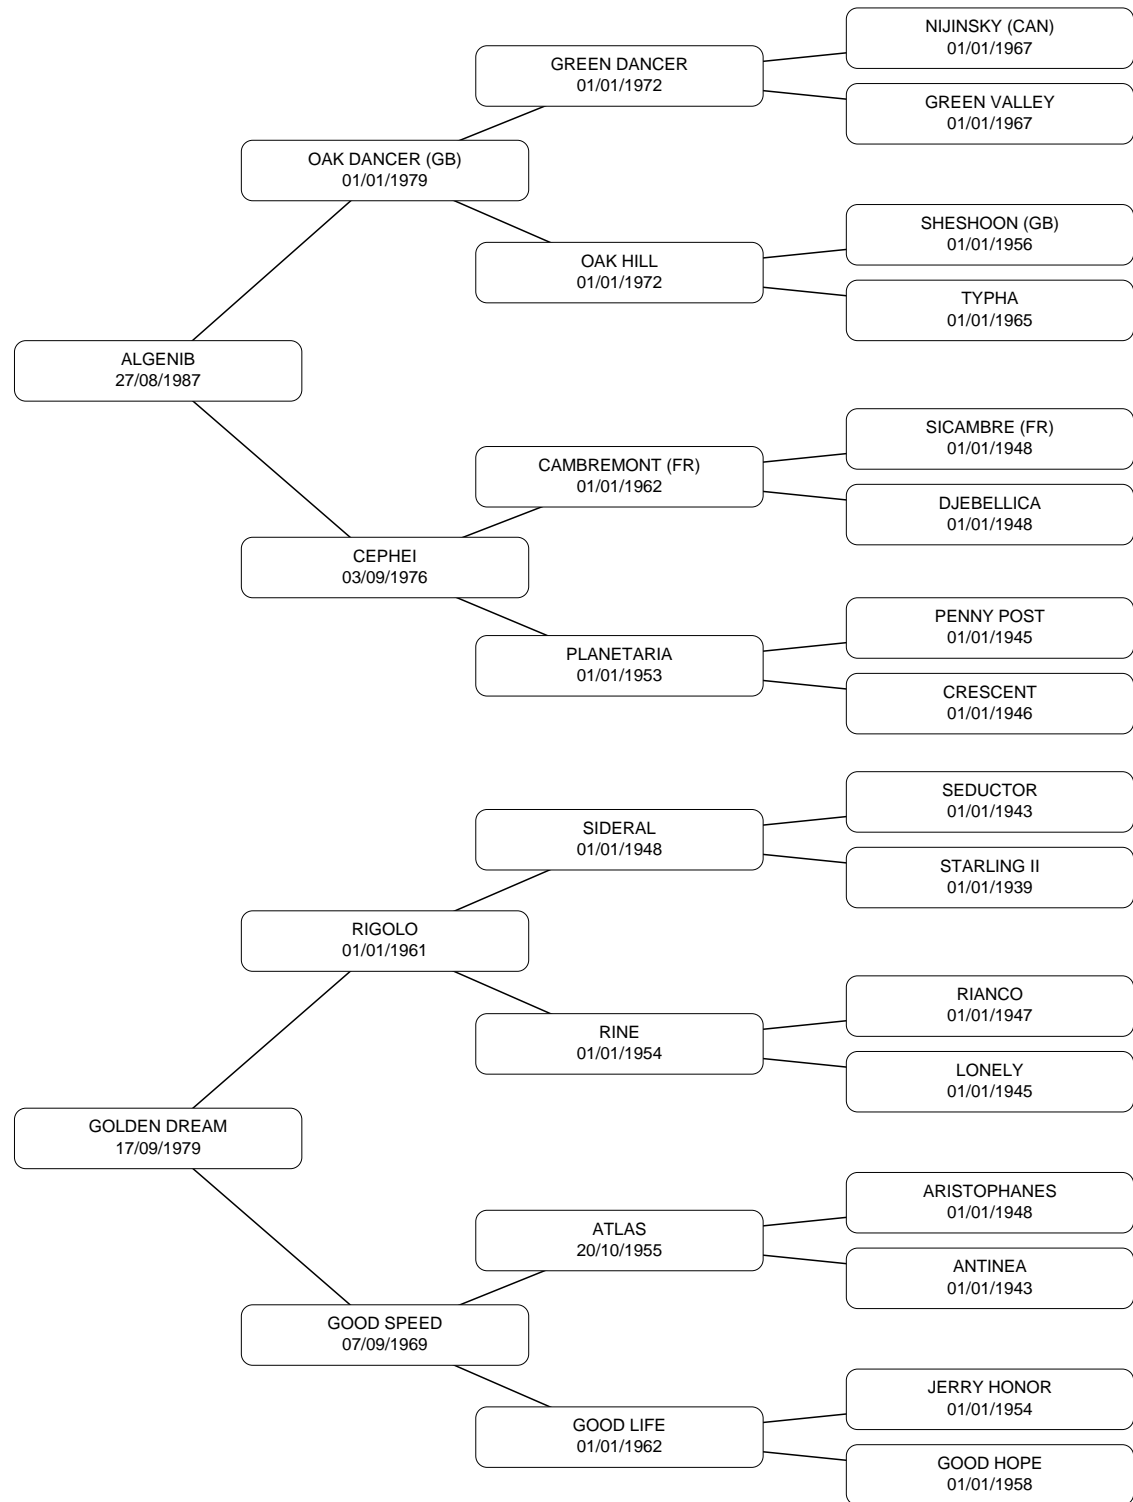 NIJINSKY (CAN)
01/01/1967
GREEN DANCER
01/01/1972
GREEN VALLEY
01/01/1967
OAK DANCER (GB)
01/01/1979
SHESHOON (GB)
01/01/1956
OAK HILL
01/01/1972
TYPHA
01/01/1965
ALGENIB
27/08/1987
SICAMBRE (FR)
01/01/1948
CAMBREMONT (FR)
01/01/1962
DJEBELLICA
01/01/1948
CEPHEI
03/09/1976
PENNY POST
01/01/1945
PLANETARIA
01/01/1953
CRESCENT
01/01/1946
SEDUCTOR
01/01/1943
SIDERAL
01/01/1948
STARLING II
01/01/1939
RIGOLO
01/01/1961
RIANCO
01/01/1947
RINE
01/01/1954
LONELY
01/01/1945
GOLDEN DREAM
17/09/1979
ARISTOPHANES
01/01/1948
ATLAS
20/10/1955
ANTINEA
01/01/1943
GOOD SPEED
07/09/1969
JERRY HONOR
01/01/1954
GOOD LIFE
01/01/1962
GOOD HOPE
01/01/1958